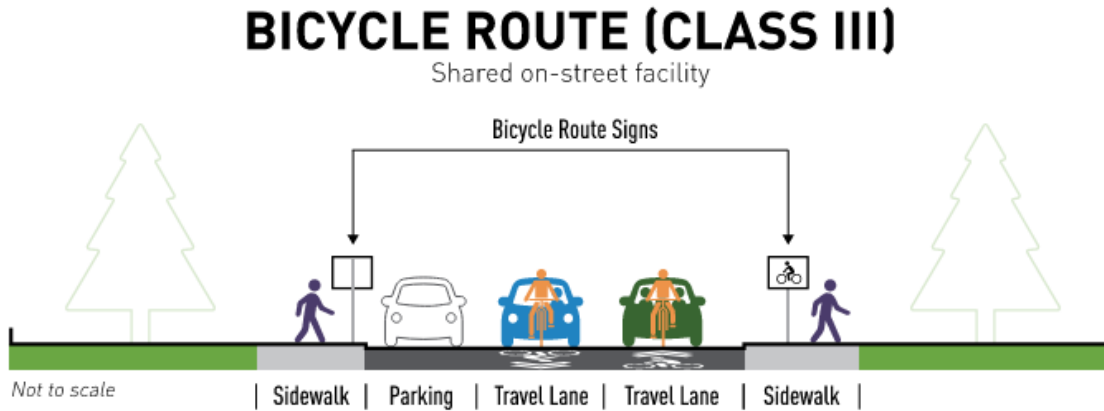 BICYCLE ROUTE (CLASS III)
Shared on-street facility
Bicycle Route Signs
Not to scale
Sidewalk
Parking
Travel Lane
Travel Lane
Sidewalk